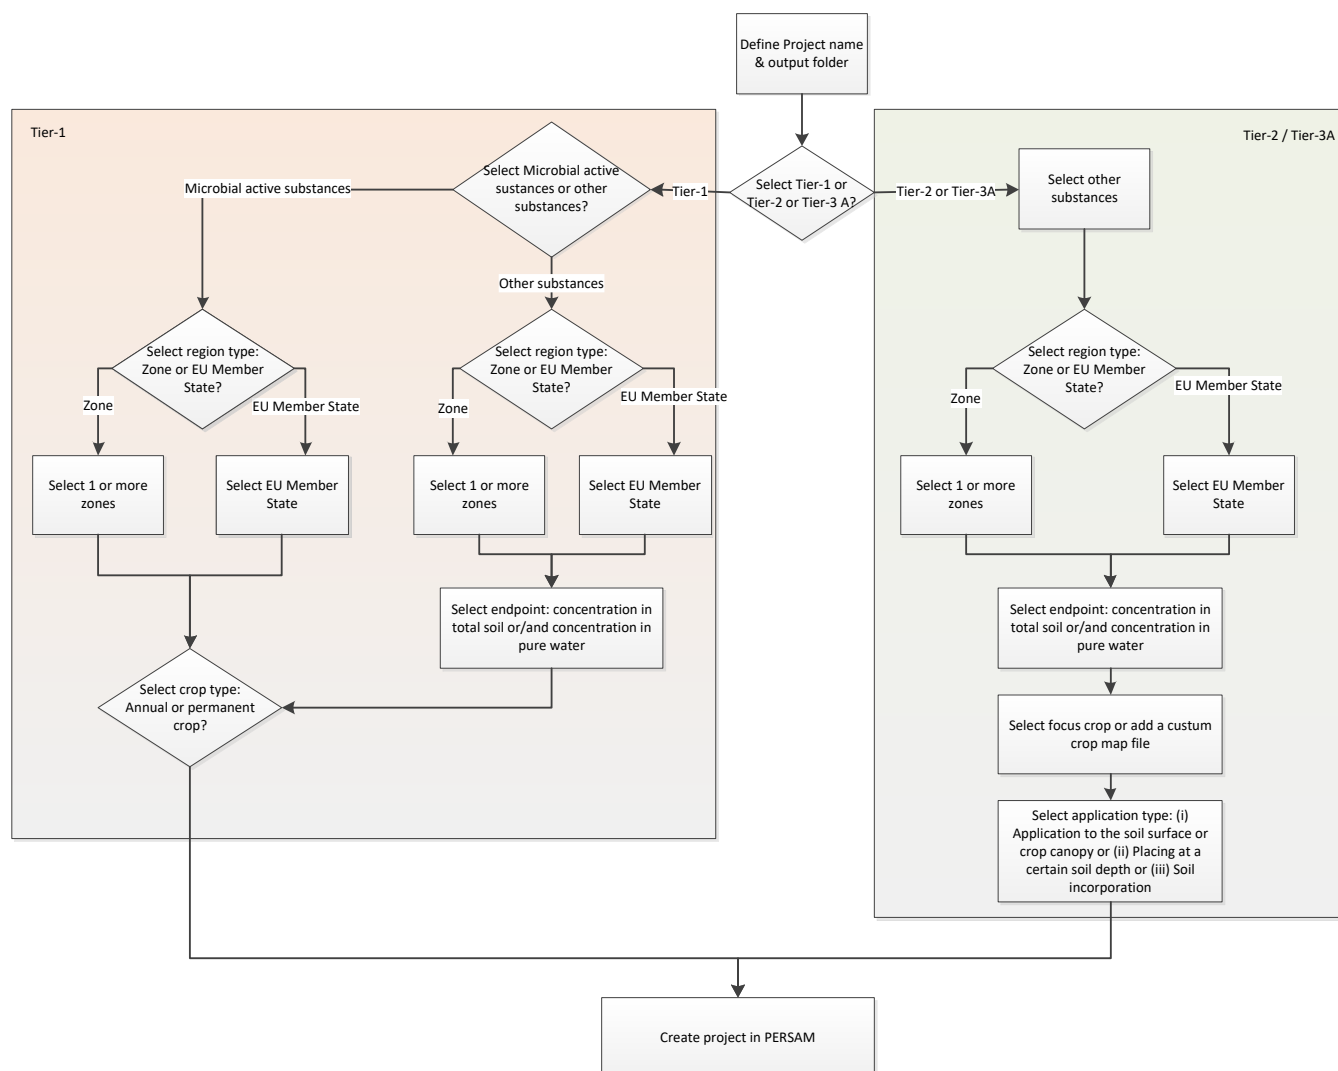 Define Project name
& output folder
Tier-1
Tier-2 / Tier-3A
Select Microbial active
sustances or other
substances?
Microbial active substances
Tier-1
Select Tier-1 or
Tier-2 or Tier-3 A?
Tier-2 or Tier-3A
Select other
substances
Other substances
Select region type:
Zone or EU Member
State?
Zone
EU Member State
Select region type:
Zone or EU Member
State?
Zone
EU Member State
Select region type:
Zone or EU Member
State?
Zone
EU Member State
Select 1 or more
zones
Select EU Member
State
Select 1 or more
zones
Select EU Member
State
Select 1 or more
zones
Select EU Member
State
Select endpoint: concentration in
total soil or/and concentration in
pure water
Select endpoint: concentration in
total soil or/and concentration in
pure water
Select crop type:
Annual or permanent
crop?
Select focus crop or add a custum
crop map file
Select application type: (i)
Application to the soil surface or
crop canopy or (ii) Placing at a
certain soil depth or (iii) Soil
incorporation
Create project in PERSAM